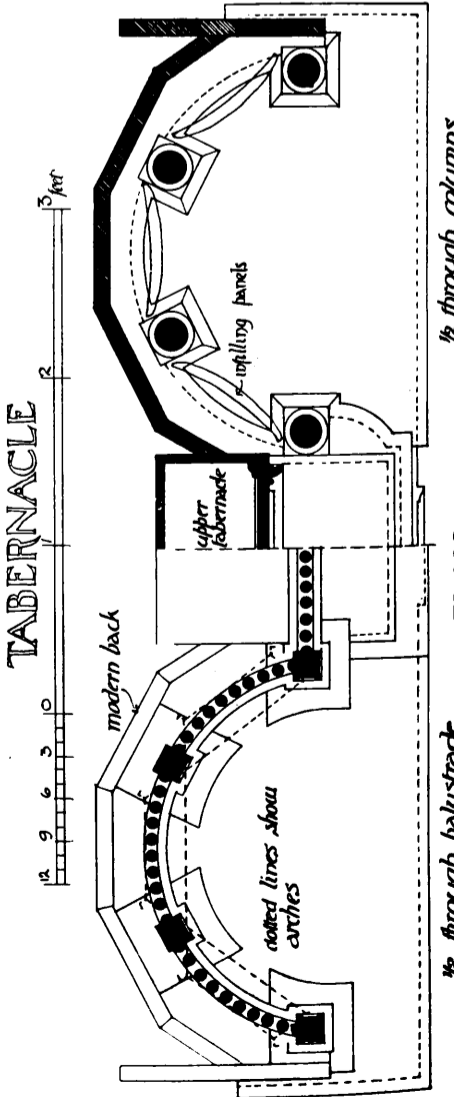 TABERNACLE
12 9 6 3 0 1 2 3 feet
modern back
upper
tabernacle
infilling panels
dotted lines show
arches
½ through balustrade
½ through columns